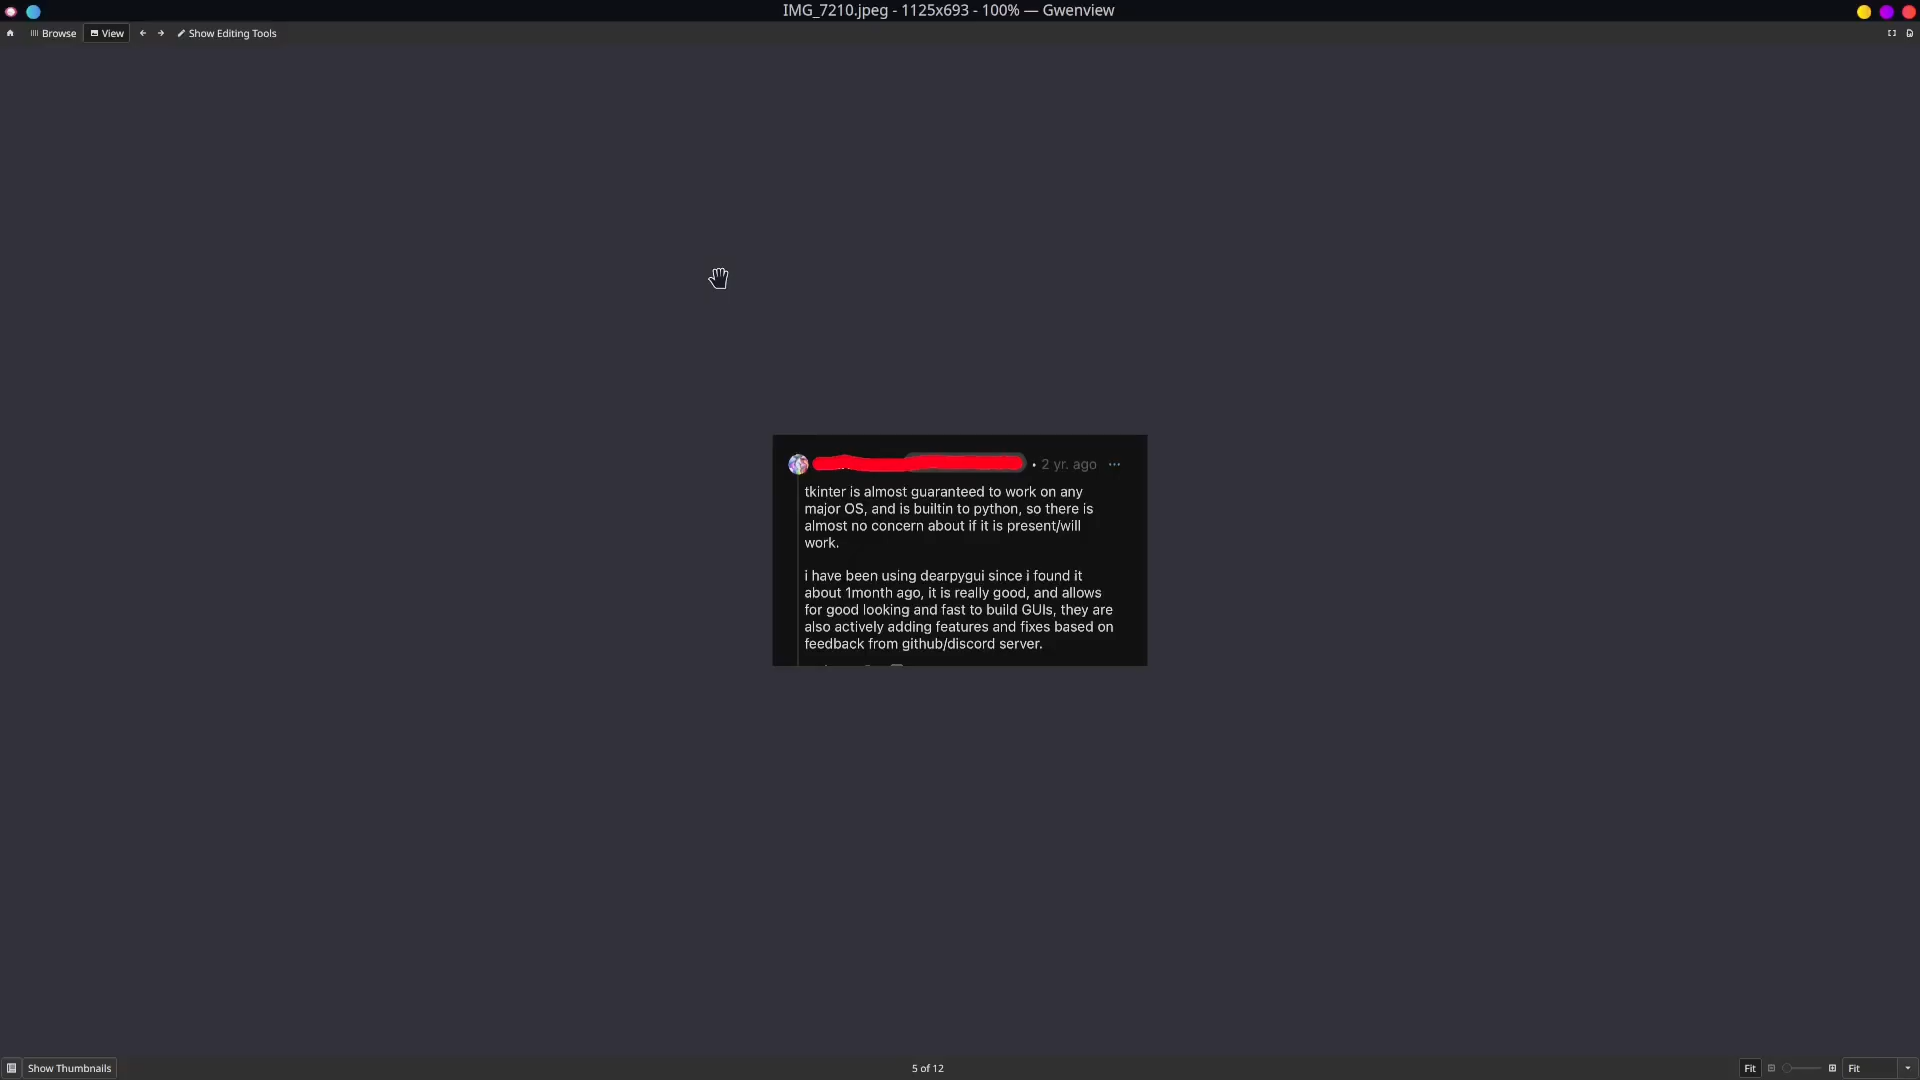 IMG_7210.jpeg - 1125x693 - 100% — Gwenview
Browse View Show Editing Tools
• 2 yr. ago ···
tkinter is almost guaranteed to work on any
major OS, and is builtin to python, so there is
almost no concern about if it is present/will
work.
i have been using dearpygui since i found it
about 1month ago, it is really good, and allows
for good looking and fast to build GUIs, they are
also actively adding features and fixes based on
feedback from github/discord server.
Show Thumbnails 5 of 12 Fit Fit